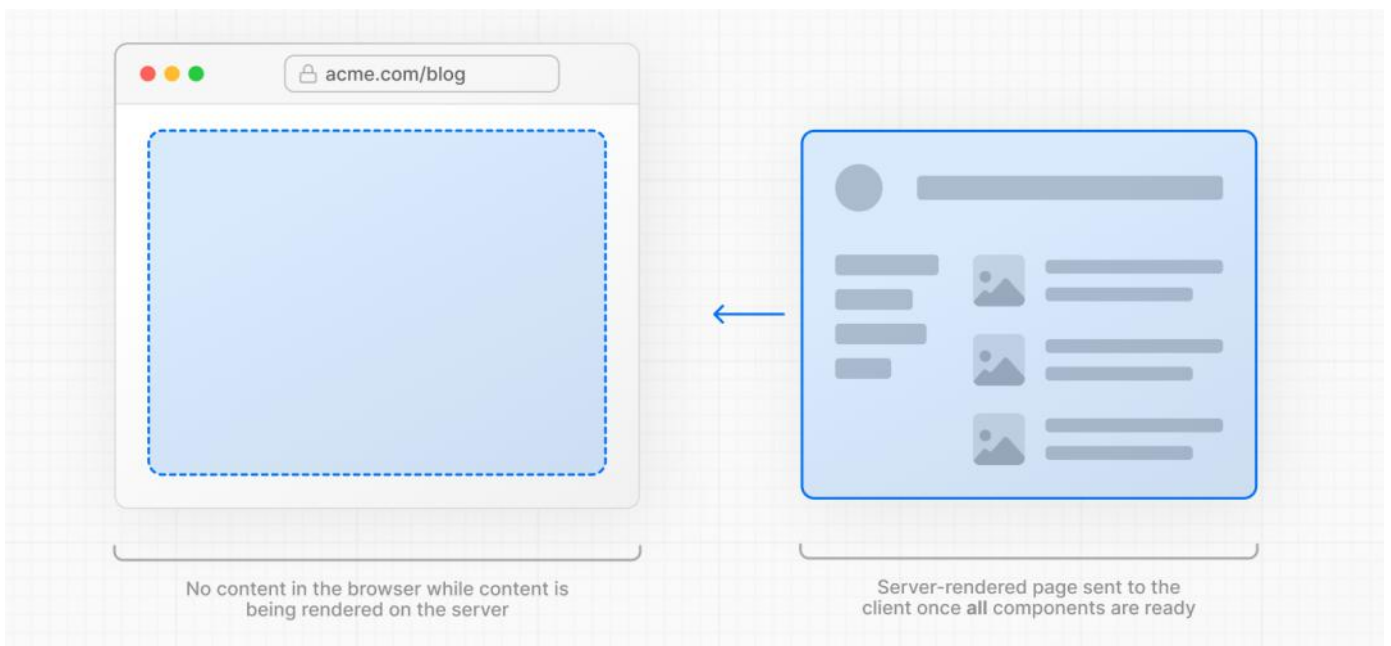 acme.com/blog
No content in the browser while content is
being rendered on the server
Server-rendered page sent to the
client once all components are ready